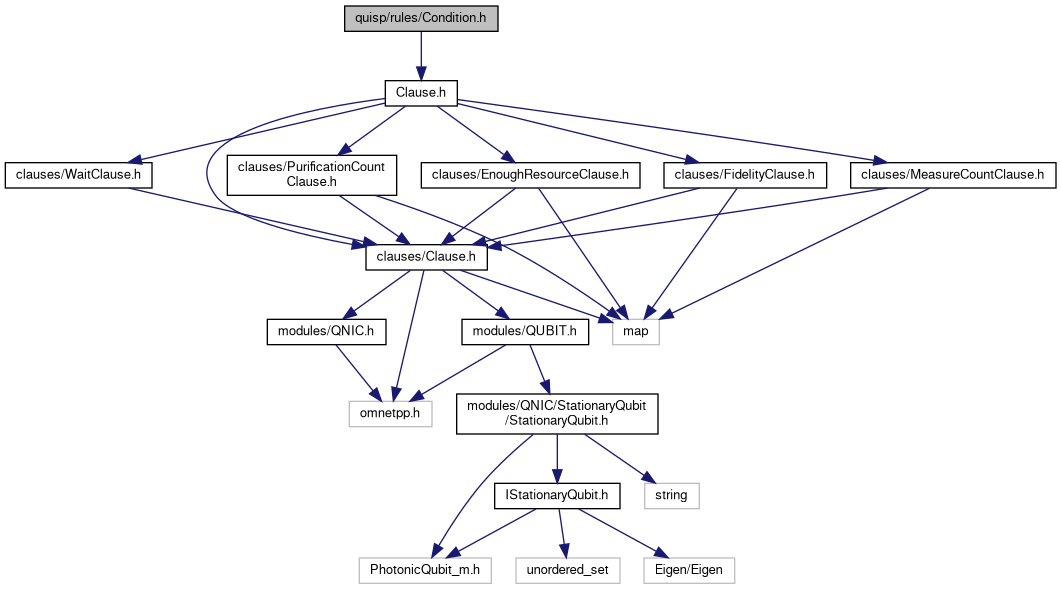 quisp/rules/Condition.h
Clause.h
clauses/WaitClause.h
clauses/PurificationCount
Clause.h
clauses/EnoughResourceClause.h
clauses/FidelityClause.h
clauses/MeasureCountClause.h
clauses/Clause.h
modules/QNIC.h
modules/QUBIT.h
map
omnetpp.h
modules/QNIC/StationaryQubit
/StationaryQubit.h
IStationaryQubit.h
string
PhotonicQubit_m.h
unordered_set
Eigen/Eigen